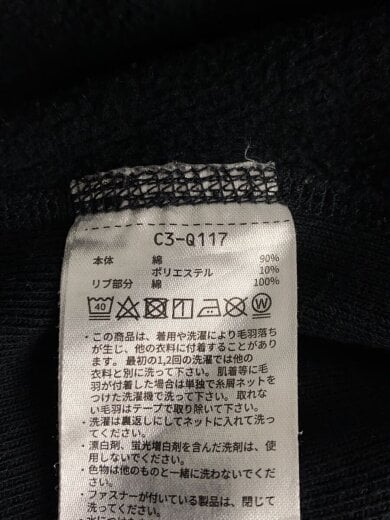 C3-Q117
本体 綿 90%
ポリエステル 10%
リブ部分 綿 100%
40 W
・この商品は、着用や洗濯により毛羽落ち
が生じ、他の衣料に付着することがあり
ます。最初の1,2回の洗濯では他の
衣料と別に洗って下さい。肌着等に毛
羽が付着した場合は単独で糸屑ネットを
つけた洗濯機で洗って下さい。取れな
い毛羽はテープで取り除いて下さい。
・洗濯は裏返しにしてネットに入れて洗っ
てください。
・漂白剤、蛍光増白剤を含んだ洗剤は、使
用しないでください。
・色物は他のものと一緒に洗わないでくだ
さい。
・ファスナーが付いている製品は、閉じて
洗ってください。